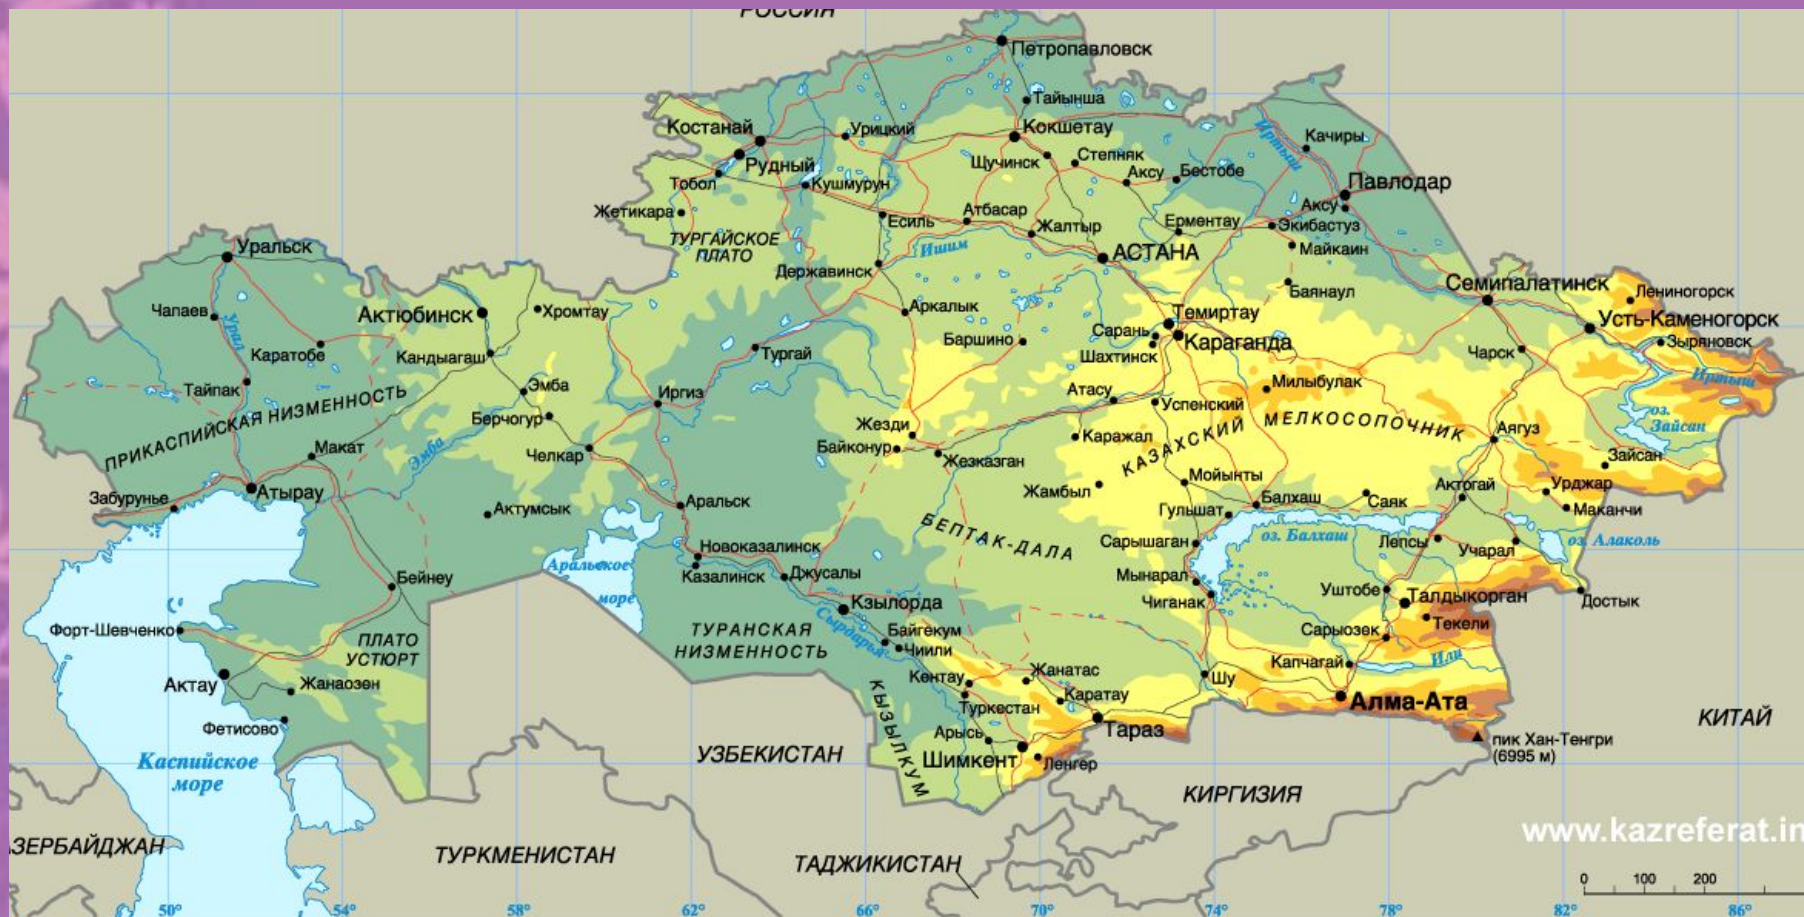 РОССИЯ
Петропавловск
Тайынша
Костанай
Урицкий
Кокшетау
Рудный
Щучинск
Степняк
Иртыш
Качиры
Тобол
Кушмурун
Аксу
Бестобе
Павлодар
Жетикара
Есиль
Атбасар
Жалтыр
Ерментау
Аксу
Экибастуз
Майкаин
ТУРГАЙСКОЕ
ПЛАТО
Ишим
АСТАНА
Уральск
Державинск
Баянаул
Семипалатинск
Лениногорск
Чапаев
Урал
Актюбинск
Хромтау
Аркалык
Темиртау
Усть-Каменогорск
Каратобе
Кандыагаш
Тургай
Баршино
Сарань
Шахтинск
Караганда
Чарск
Зыряновск
Тайпак
Эмба
Иргиз
Атасу
Милыбулак
Иртыш
ПРИКАСПИЙСКАЯ НИЗМЕННОСТЬ
Берчогур
Успенский
оз.
Зайсан
Жезди
КАЗАХСКИЙ МЕЛКОСОПОЧНИК
Аягуз
Макат
Эмба
Челкар
Байконур
Жезказган
Каражал
Зайсан
Забурунье
Атырау
Мойынты
Жамбыл
Балхаш
Саяк
Актогай
Урджар
Актумсык
Аральск
Гульшат
Маканчи
БЕПТАК-ДАЛА
оз. Балхаш
Лепсы
Учарал
оз. Алаколь
Сарышаган
Новоказалинск
Аральское
море
Казалинск
Джусалы
Бейнеу
Мынарал
Чиганак
Уштобе
Талдыкорган
Достык
Кзылорда
Форт-Шевченко
ПЛАТО
УСТЮРТ
ТУРАНСКАЯ
НИЗМЕННОСТЬ
Сырдарья
Байгекум
Чиили
Сарыозек
Текели
Капчагай
Или
Актау
Жанаозен
Кентау
Жанатас
Шу
Каратау
Туркестан
Алма-Ата
Фетисово
КЫЗЫЛКУМ
Арысь
Тараз
КИТАЙ
Каспийское
море
УЗБЕКИСТАН
Шимкент
Ленгер
пик Хан-Тенгри
(6995 м)
КИРГИЗИЯ
www.kazreferat.in
АЗЕРБАЙДЖАН
ТУРКМЕНИСТАН
ТАДЖИКИСТАН
0 100 200
50° 54° 58° 62° 66° 70° 74° 78° 82° 86°